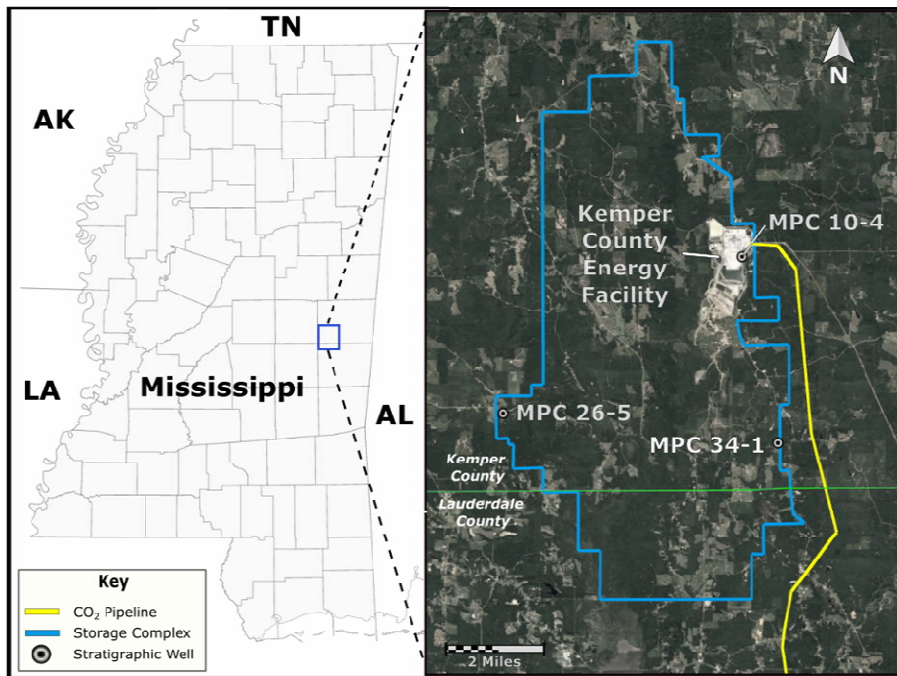 TN
AK
LA
Mississippi
AL
Key
CO₂ Pipeline
Storage Complex
Stratigraphic Well
N
Kemper
County
Energy
Facility
MPC 10-4
MPC 26-5
MPC 34-1
Kemper
County
Lauderdale
County
2 Miles